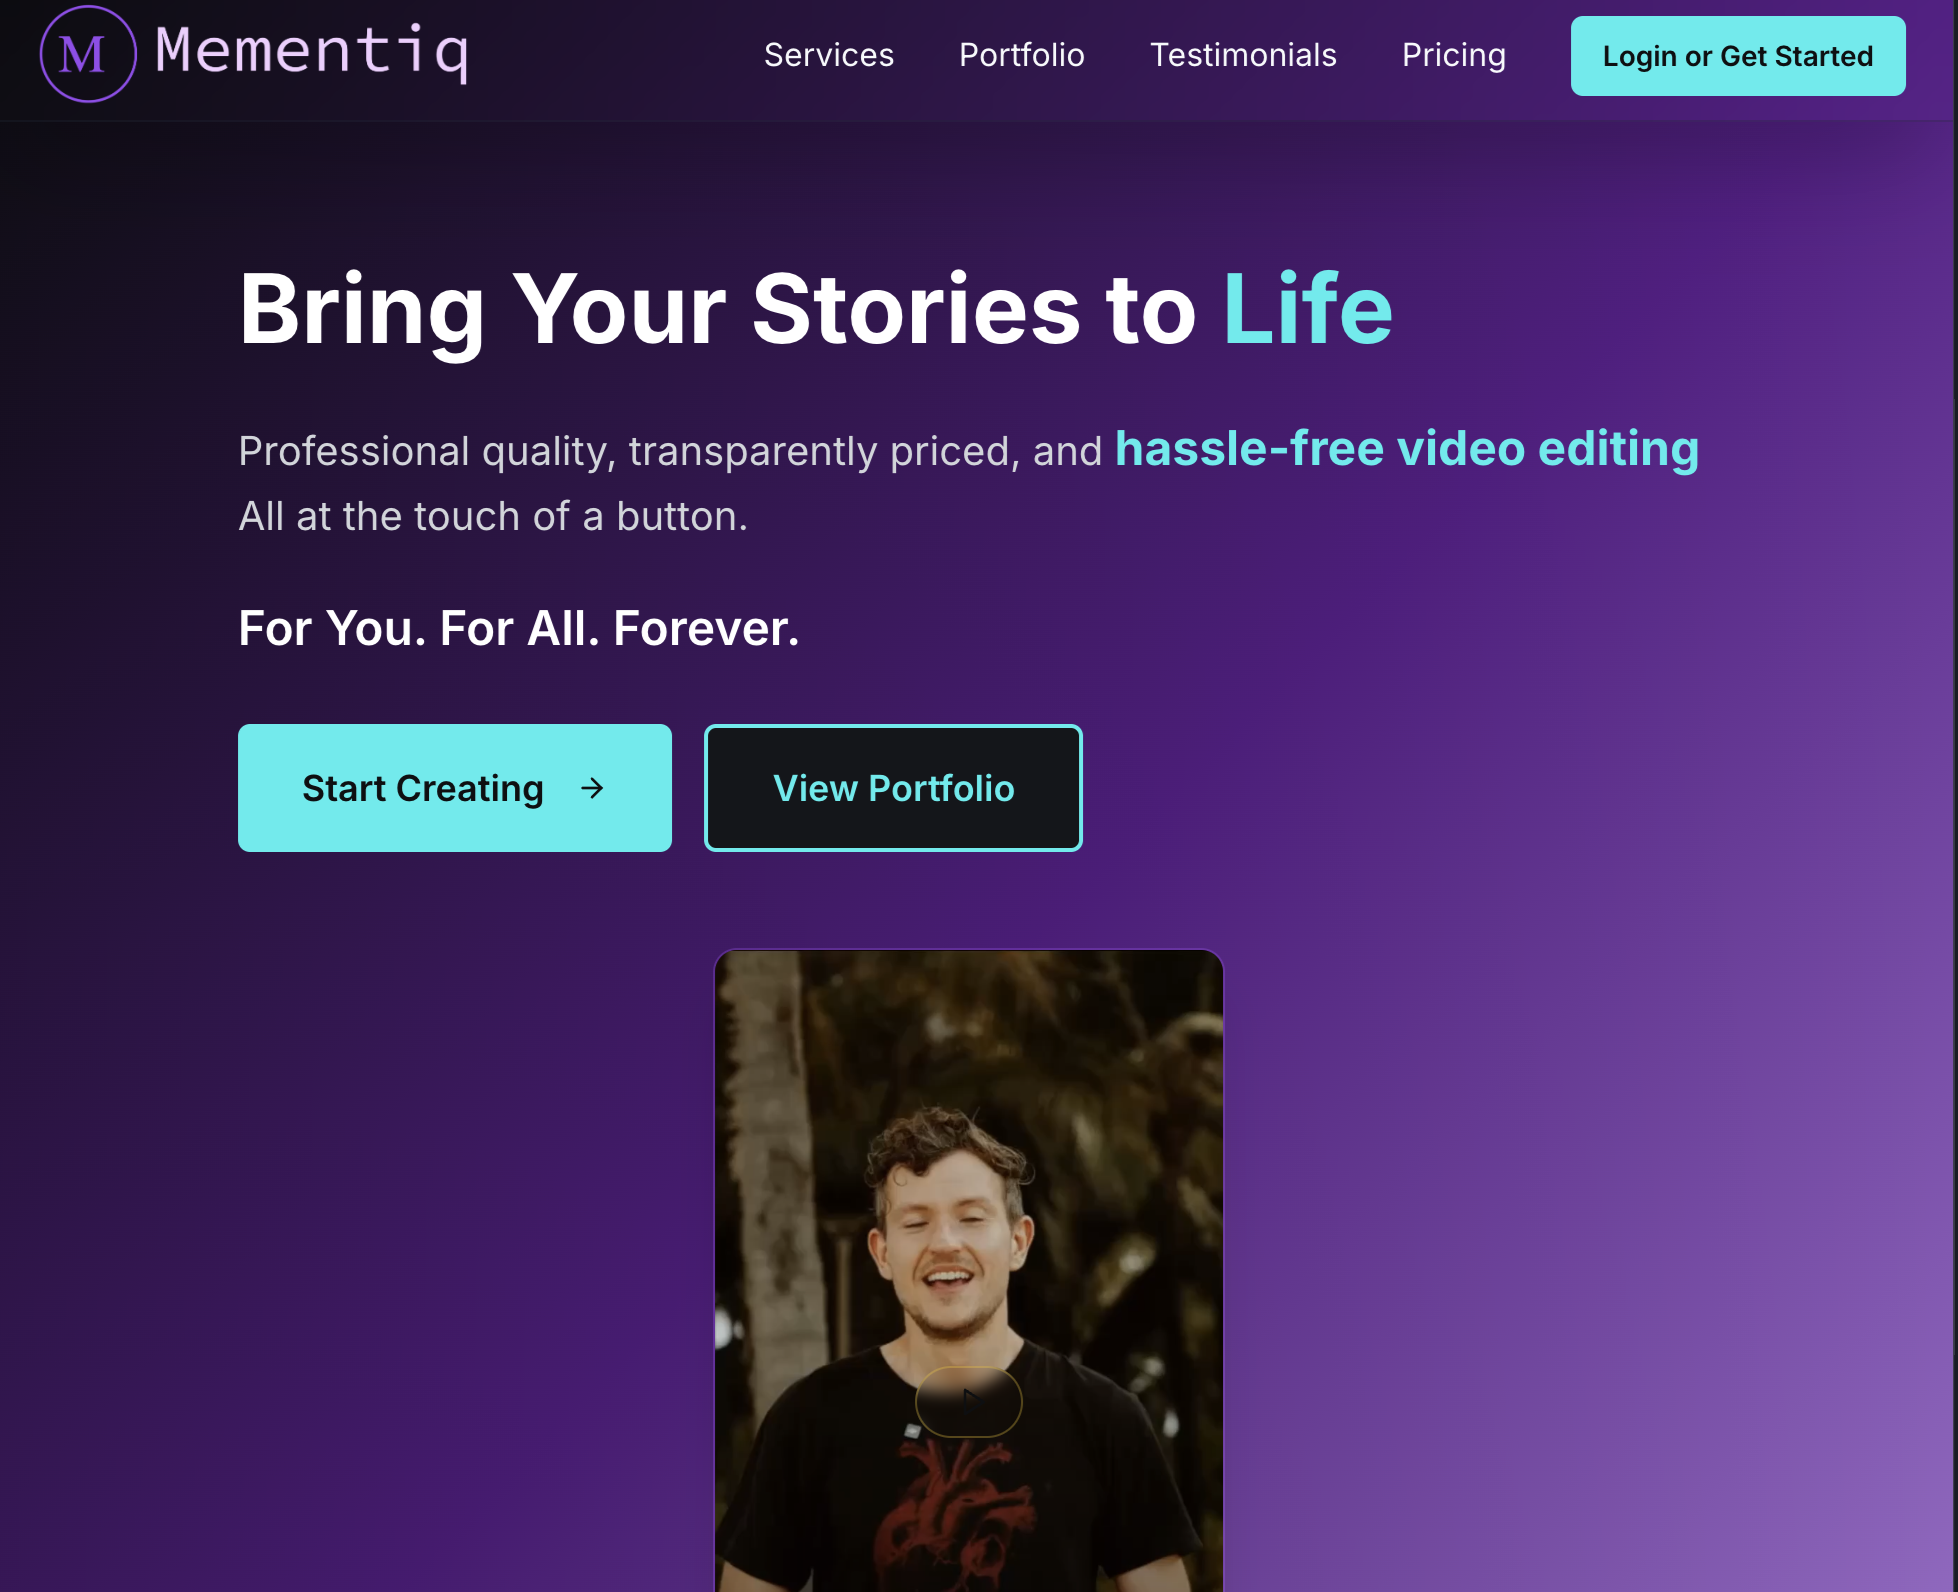 M Mementiq
Services Portfolio Testimonials Pricing Login or Get Started
Bring Your Stories to Life
Professional quality, transparently priced, and hassle-free video editing
All at the touch of a button.
For You. For All. Forever.
Start Creating → View Portfolio